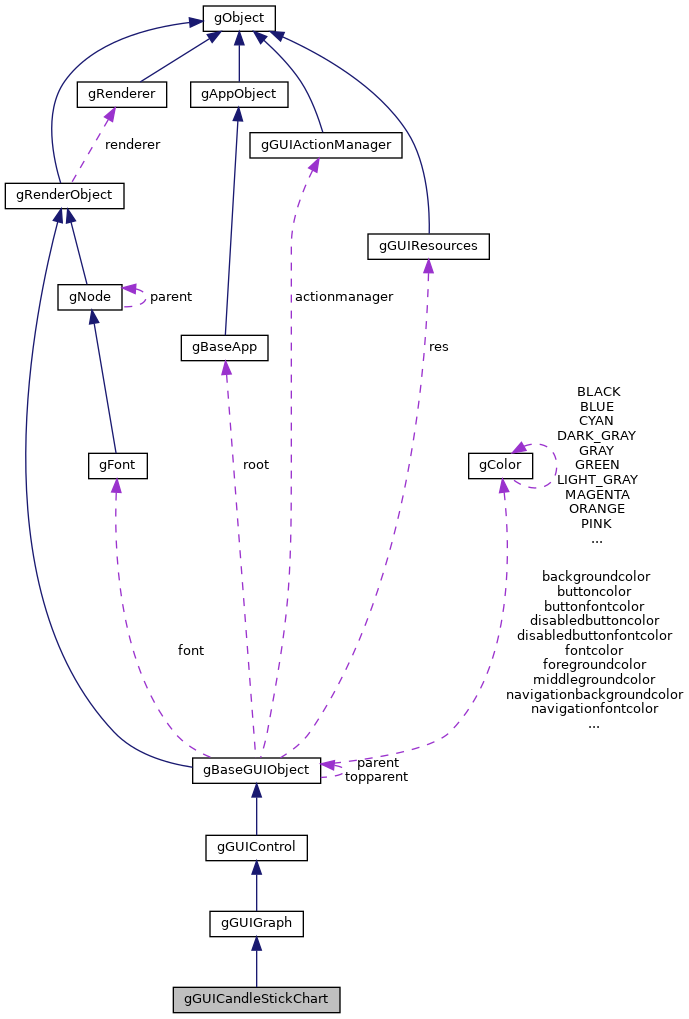 gObject
gRenderer
gAppObject
gGUIActionManager
renderer
gRenderObject
gGUIResources
gNode
parent
actionmanager
gBaseApp
res
BLACK
BLUE
CYAN
DARK_GRAY
GRAY
GREEN
LIGHT_GRAY
MAGENTA
ORANGE
PINK
...
gFont
root
gColor
backgroundcolor
buttoncolor
buttonfontcolor
disabledbuttoncolor
disabledbuttonfontcolor
fontcolor
foregroundcolor
middlegroundcolor
navigationbackgroundcolor
navigationfontcolor
...
font
gBaseGUIObject
parent
topparent
gGUIControl
gGUIGraph
gGUICandleStickChart